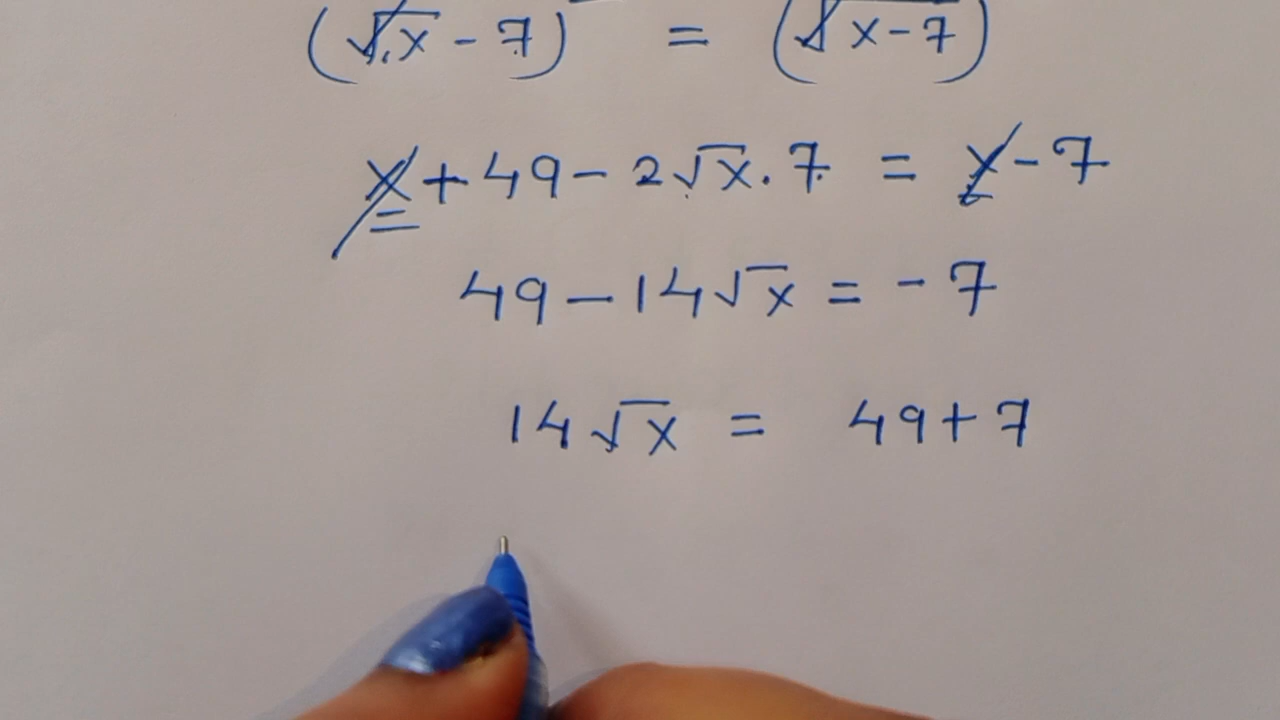 (√x - 7) = (√x-7)
x + 49 - 2√x . 7 = x - 7
49 - 14√x = - 7
14√x = 49 + 7